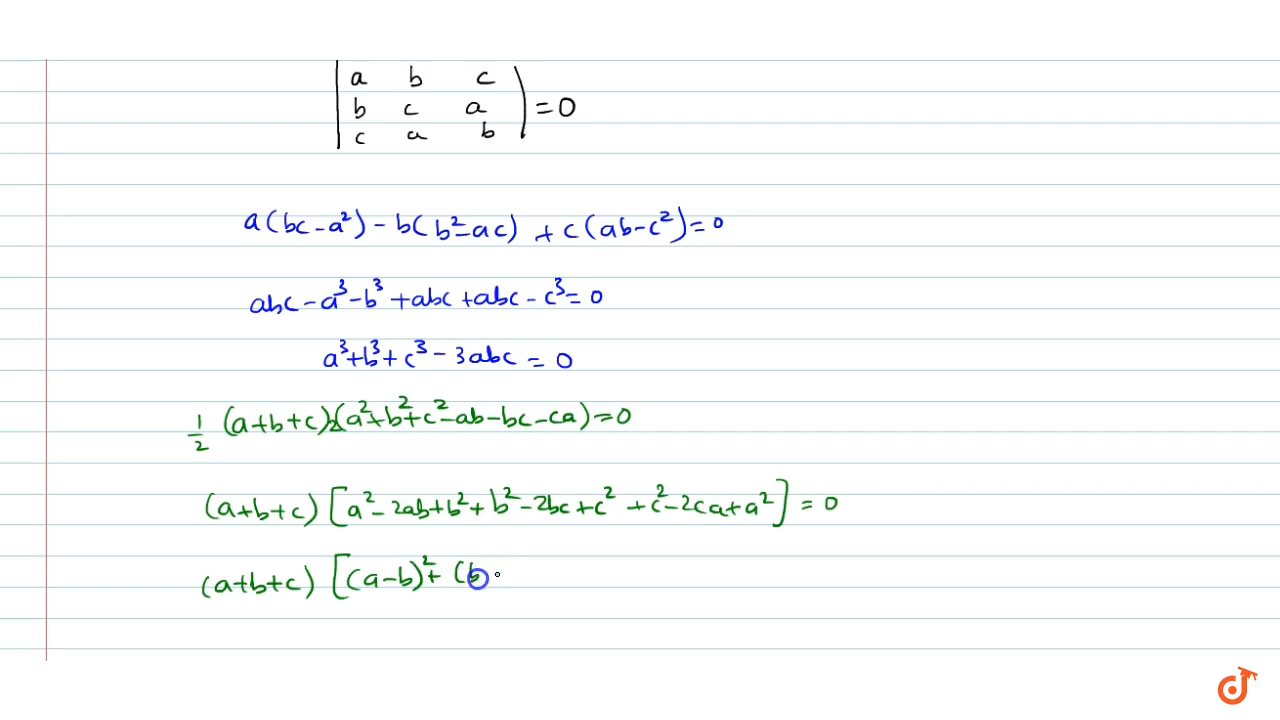 | a b c |
| b c a | = 0
| c a b |
a(bc-a²) - b(b²-ac) + c(ab-c²) = 0
abc - a³ - b³ + abc + abc - c³ = 0
a³ + b³ + c³ - 3abc = 0
1/2 (a+b+c) 2(a²+b²+c²-ab-bc-ca) = 0
(a+b+c) [a²-2ab+b²+b²-2bc+c²+c²-2ca+a²] = 0
(a+b+c) [(a-b)² + (b